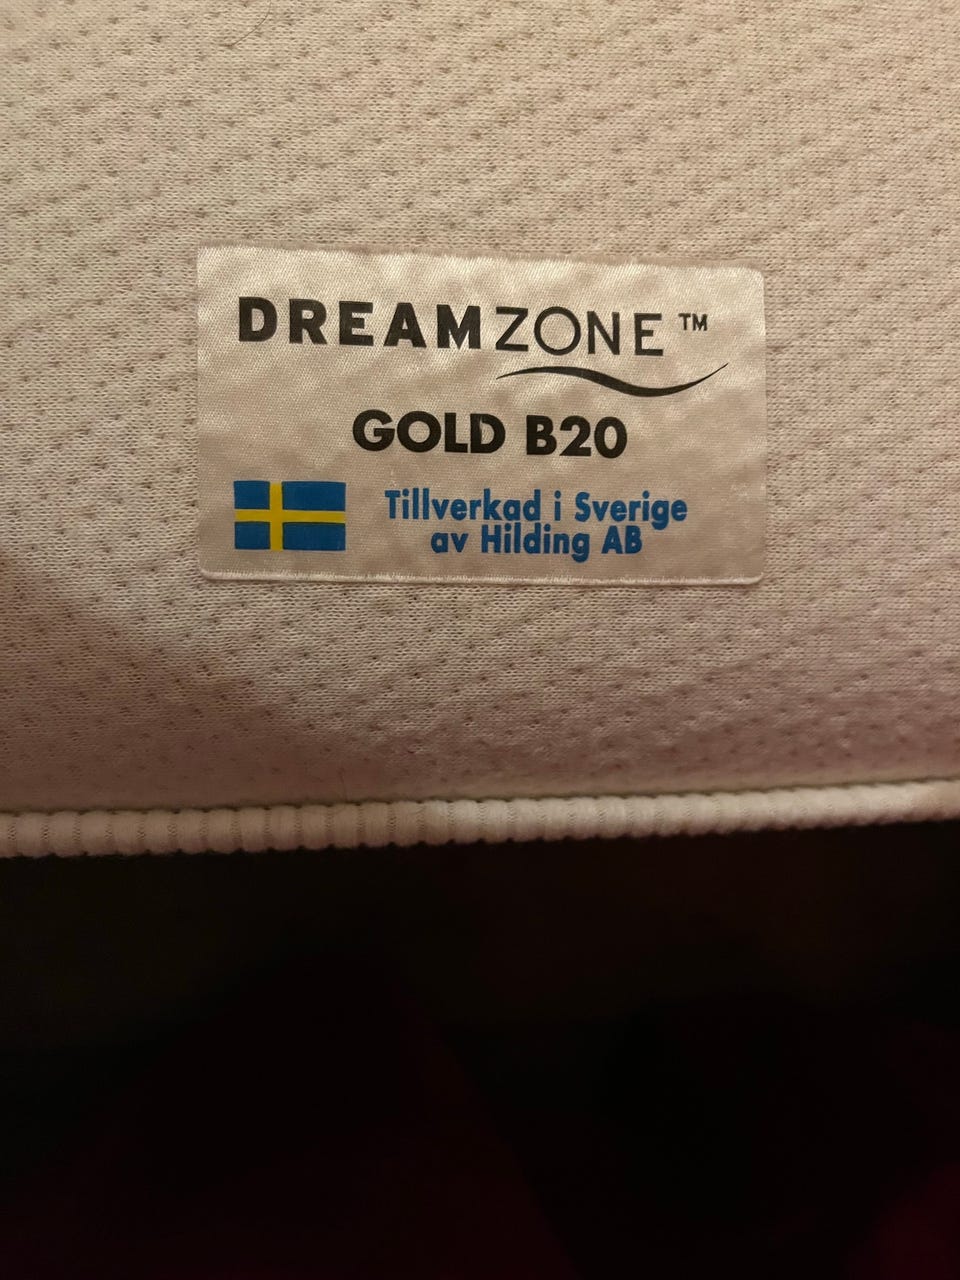 DREAMZONE™
GOLD B20
Tillverkad i Sverige
av Hilding AB